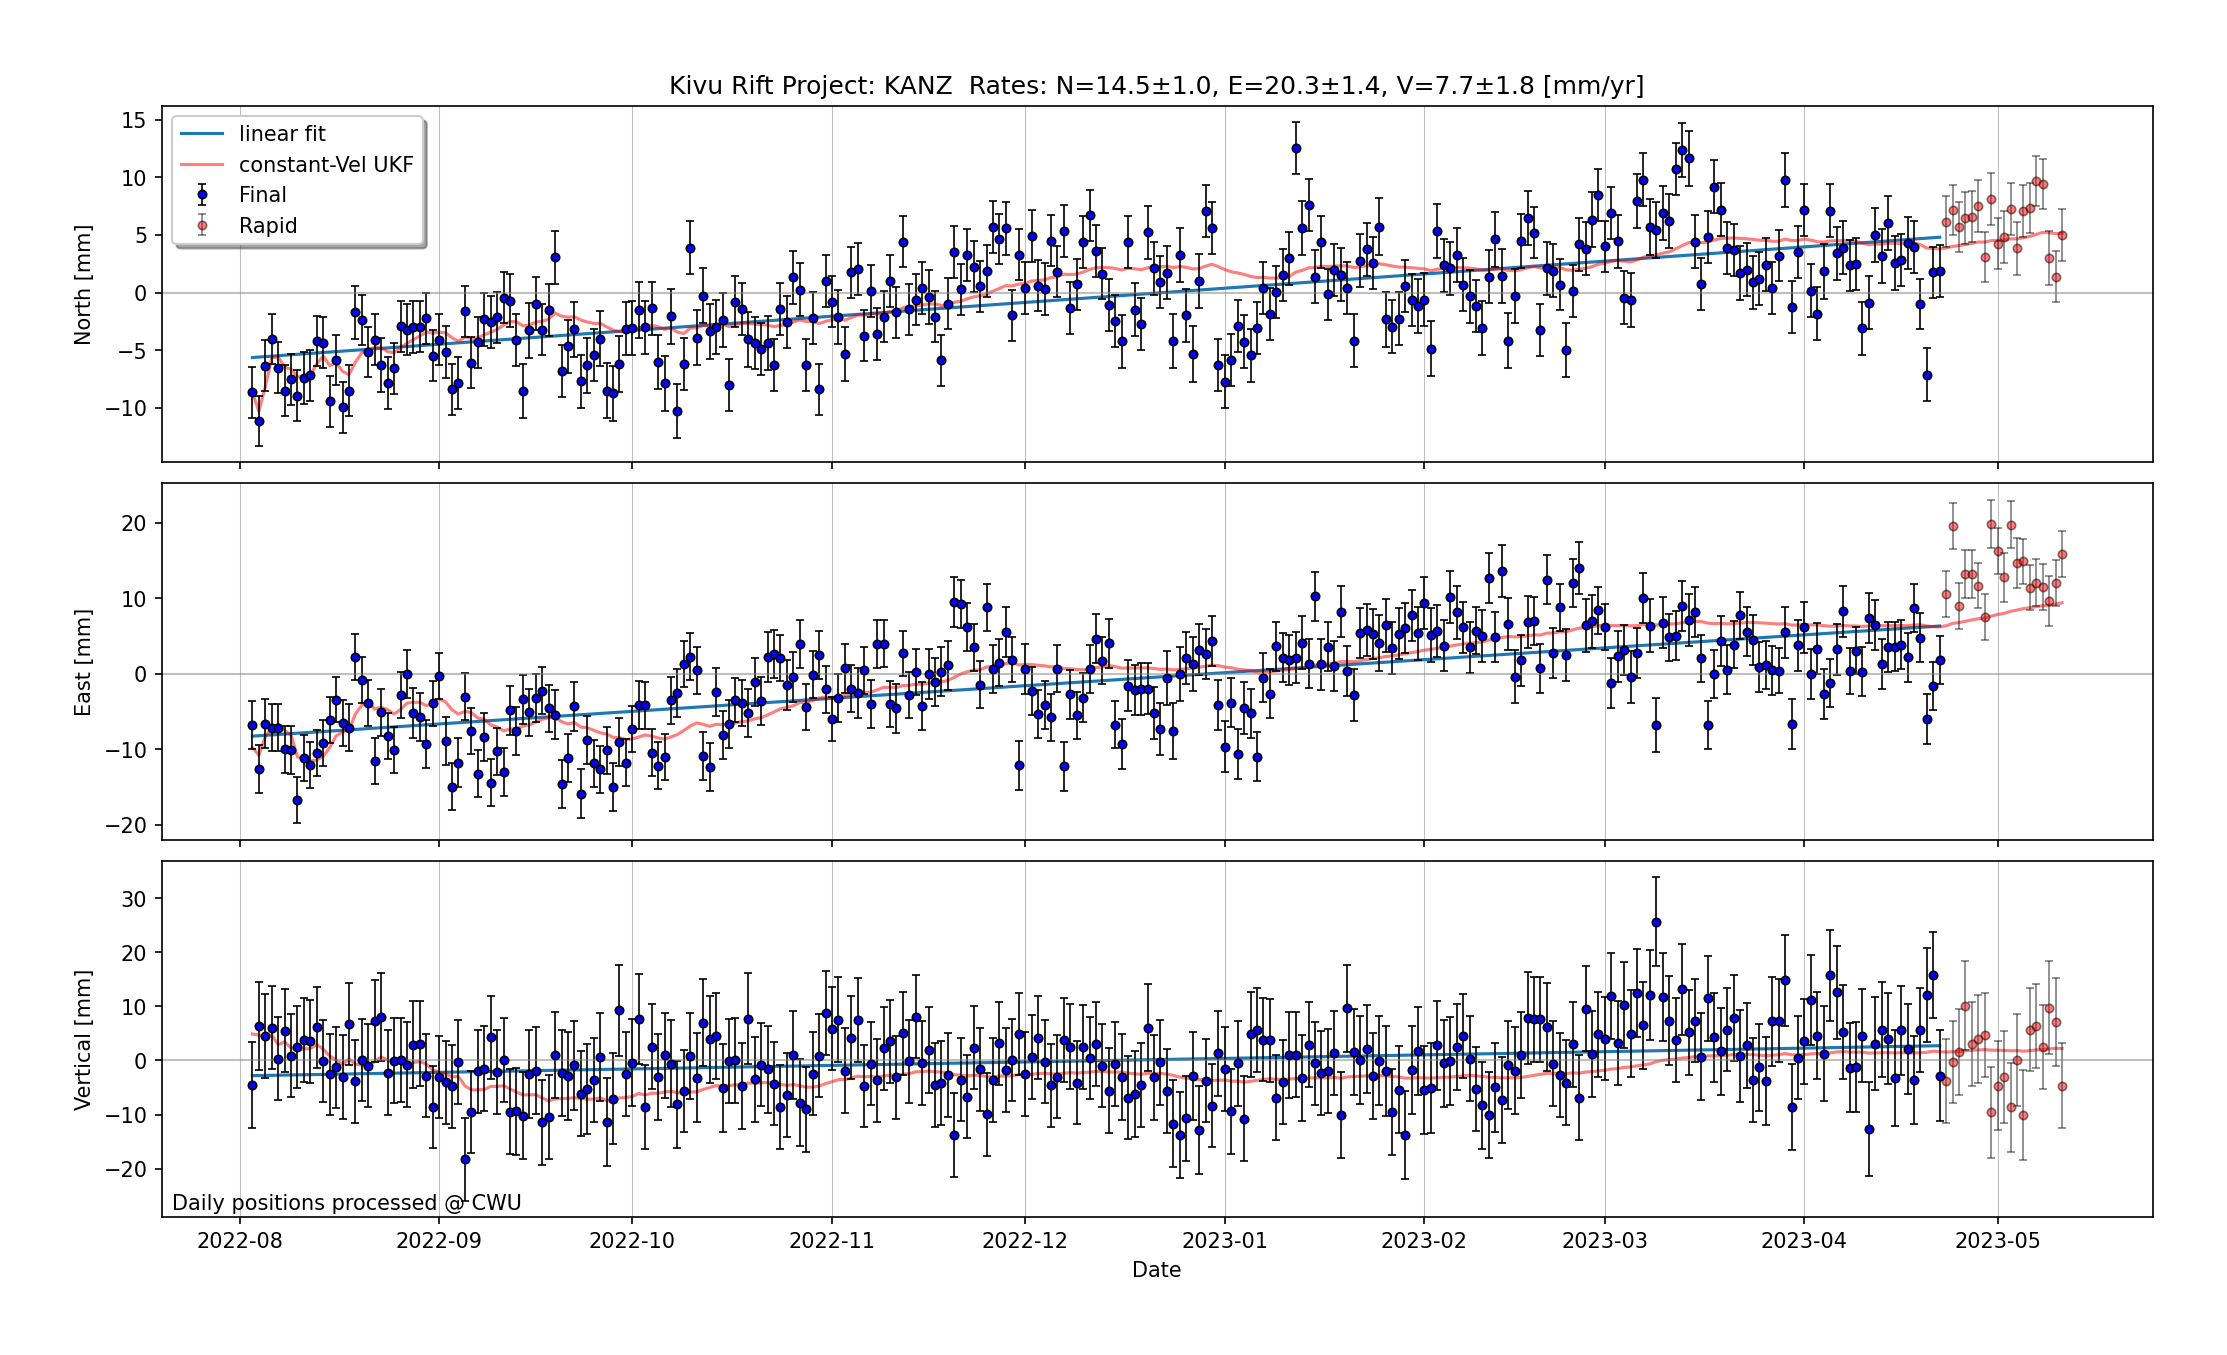 Kivu Rift Project: KANZ  Rates: N=14.5±1.0, E=20.3±1.4, V=7.7±1.8 [mm/yr]
linear fit
constant-Vel UKF
Final
Rapid
North [mm]
15
10
5
0
−5
−10
East [mm]
20
10
0
−10
−20
Vertical [mm]
30
20
10
0
−10
−20
Daily positions processed @ CWU
2022-08 2022-09 2022-10 2022-11 2022-12 2023-01 2023-02 2023-03 2023-04 2023-05
Date